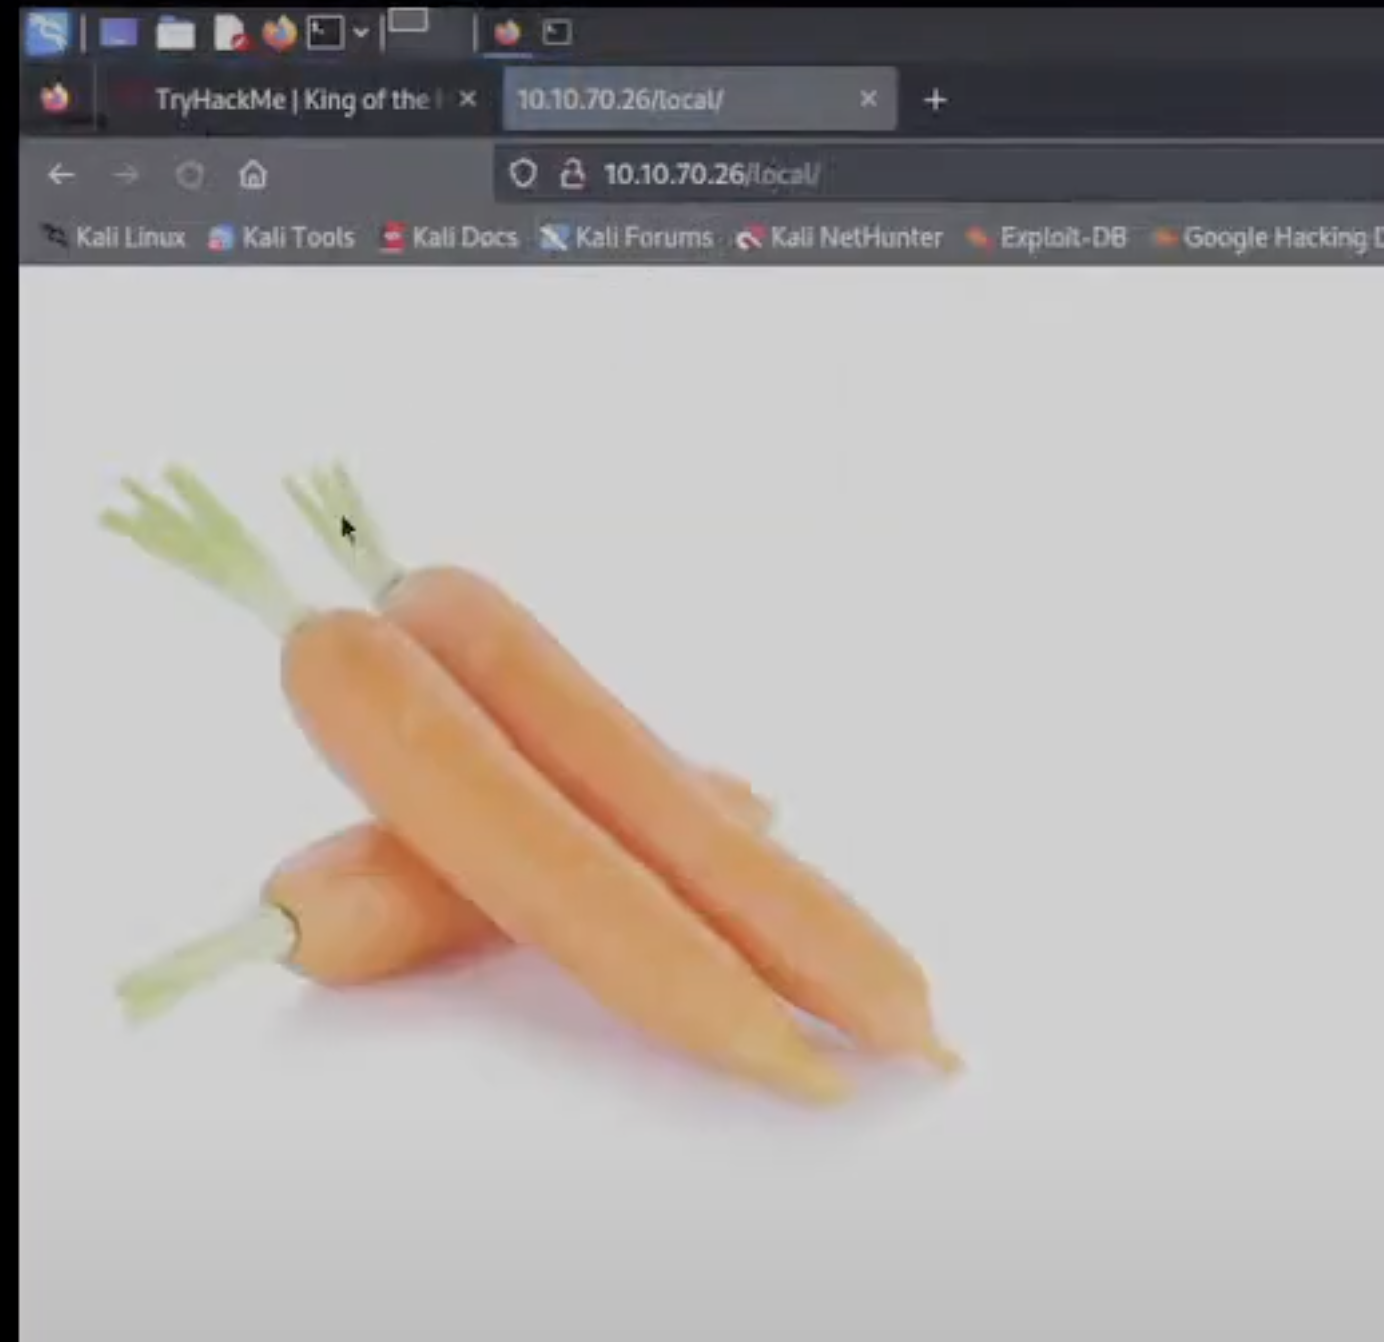 TryHackMe | King of the
10.10.70.26/local/
10.10.70.26/local/
Kali Linux Kali Tools Kali Docs Kali Forums Kali NetHunter Exploit-DB Google Hacking D